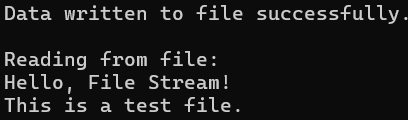 Data written to file successfully.
Reading from file:
Hello, File Stream!
This is a test file.